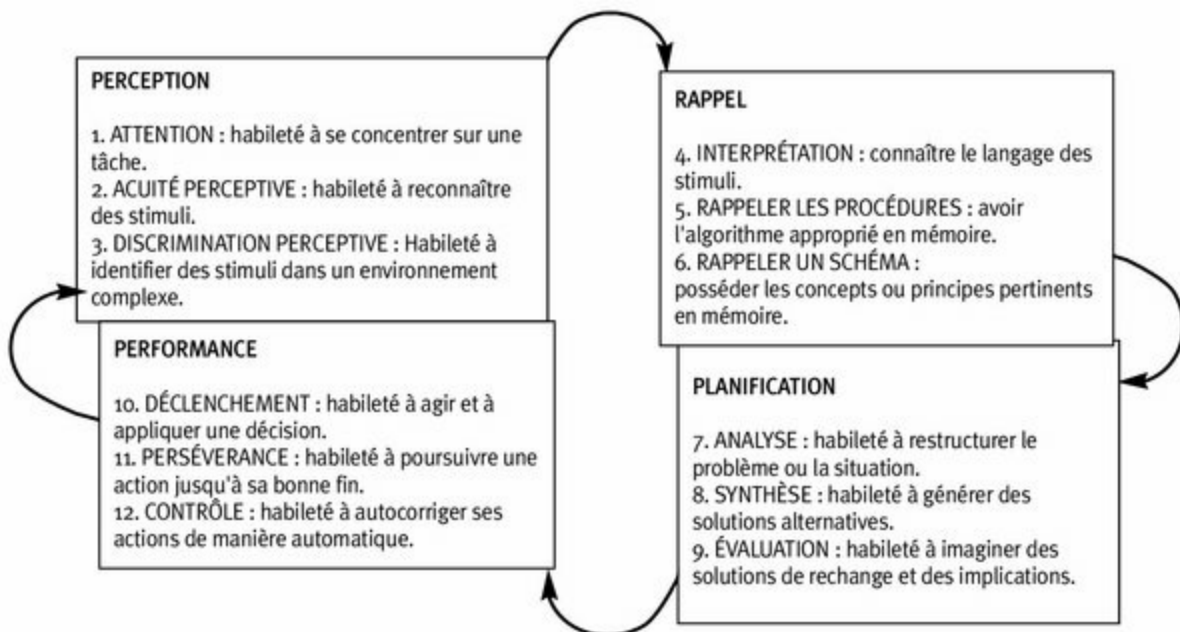 PERCEPTION
1. ATTENTION : habileté à se concentrer sur une
tâche.
2. ACUITÉ PERCEPTIVE : habileté à reconnaître
des stimuli.
3. DISCRIMINATION PERCEPTIVE : Habileté à
identifier des stimuli dans un environnement
complexe.
RAPPEL
4. INTERPRÉTATION : connaître le langage des
stimuli.
5. RAPPELER LES PROCÉDURES : avoir
l'algorithme approprié en mémoire.
6. RAPPELER UN SCHÉMA :
posséder les concepts ou principes pertinents
en mémoire.
PLANIFICATION
7. ANALYSE : habileté à restructurer le
problème ou la situation.
8. SYNTHÈSE : habileté à générer des
solutions alternatives.
9. ÉVALUATION : habileté à imaginer des
solutions de rechange et des implications.
PERFORMANCE
10. DÉCLENCHEMENT : habileté à agir et à
appliquer une décision.
11. PERSÉVERANCE : habileté à poursuivre une
action jusqu'à sa bonne fin.
12. CONTRÔLE : habileté à autocorriger ses
actions de manière automatique.